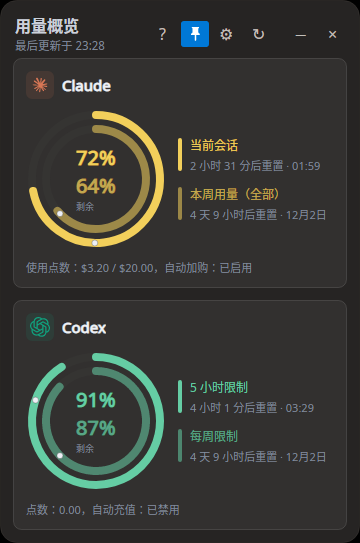 用量概览
最后更新于 23:28
Claude
72%
64%
剩余
当前会话
2 小时 31 分后重置 · 01:59
本周用量（全部）
4 天 9 小时后重置 · 12月2日
使用点数：$3.20 / $20.00，自动加购：已启用
Codex
91%
87%
剩余
5 小时限制
4 小时 1 分后重置 · 03:29
每周限制
4 天 9 小时后重置 · 12月2日
点数：0.00，自动充值：已禁用